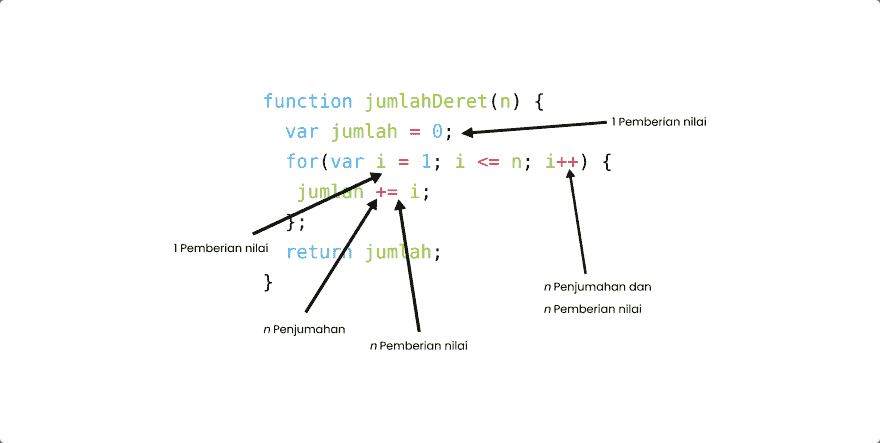 function jumlahDeret(n) {
var jumlah = 0;
1 Pemberian nilai
for(var i = 1; i <= n; i++) {
jumlah += i;
};
1 Pemberian nilai
return jumlah;
}
n Penjumahan dan
n Pemberian nilai
n Penjumahan
n Pemberian nilai